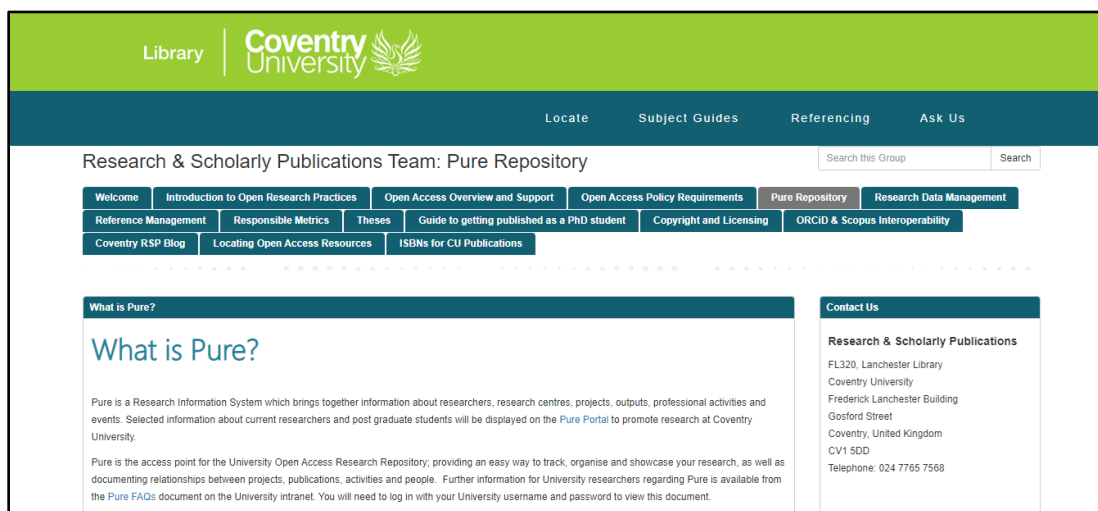 Library
Coventry
University
Locate Subject Guides Referencing Ask Us
Research & Scholarly Publications Team: Pure Repository
Search this Group Search
Welcome Introduction to Open Research Practices Open Access Overview and Support Open Access Policy Requirements Pure Repository Research Data Management
Reference Management Responsible Metrics Theses Guide to getting published as a PhD student Copyright and Licensing ORCiD & Scopus Interoperability
Coventry RSP Blog Locating Open Access Resources ISBNs for CU Publications
What is Pure?
What is Pure?
Pure is a Research Information System which brings together information about researchers, research centres, projects, outputs, professional activities and
events. Selected information about current researchers and post graduate students will be displayed on the Pure Portal to promote research at Coventry
University.
Pure is the access point for the University Open Access Research Repository; providing an easy way to track, organise and showcase your research, as well as
documenting relationships between projects, publications, activities and people. Further information for University researchers regarding Pure is available from
the Pure FAQs document on the University intranet. You will need to log in with your University username and password to view this document.
Contact Us
Research & Scholarly Publications
FL320, Lanchester Library
Coventry University
Frederick Lanchester Building
Gosford Street
Coventry, United Kingdom
CV1 5DD
Telephone: 024 7765 7568